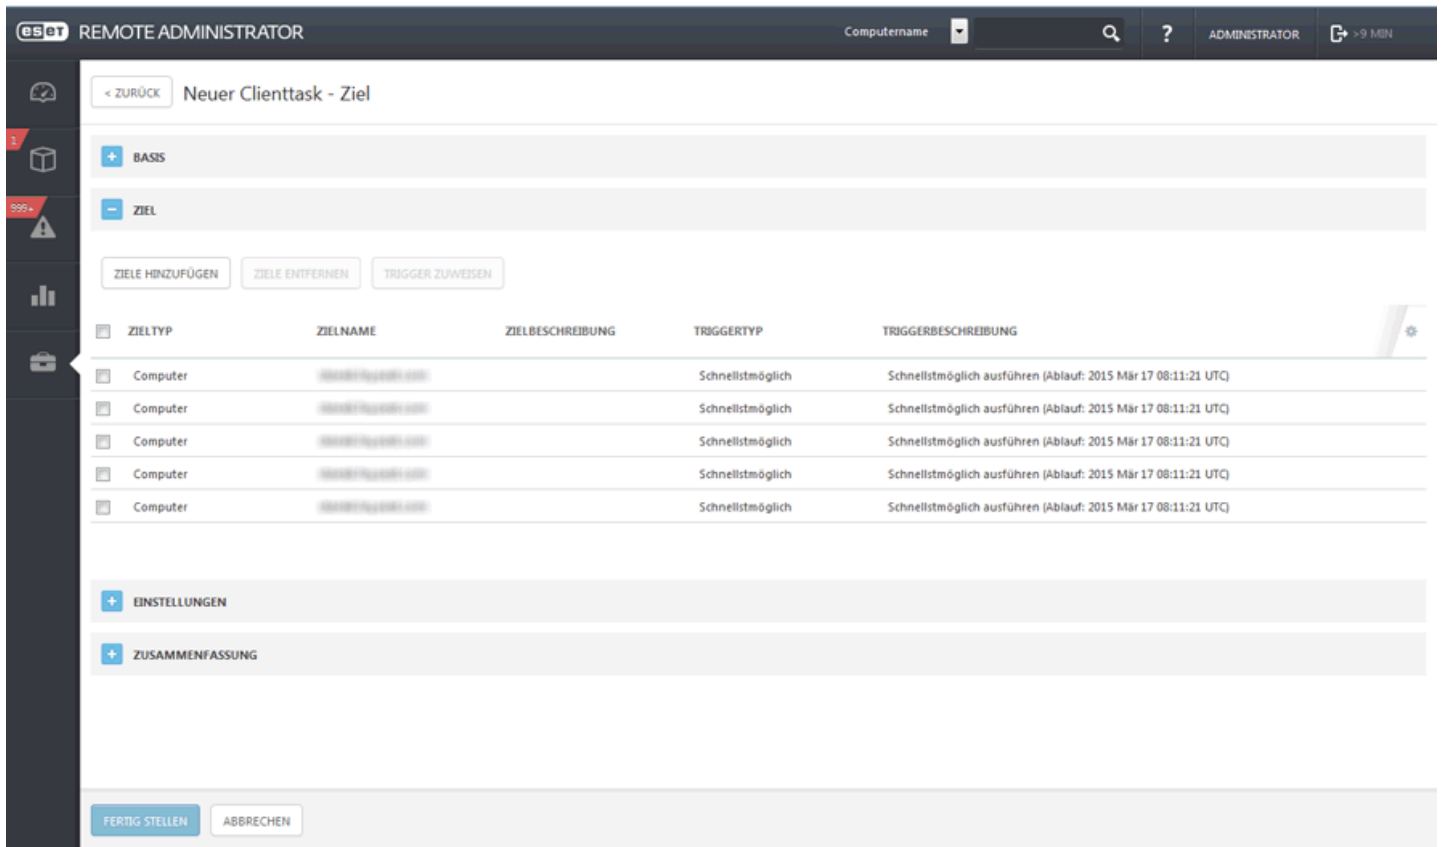 eset REMOTE ADMINISTRATOR
Computername
?
ADMINISTRATOR
>9 MIN
< ZURÜCK
Neuer Clienttask - Ziel
1
BASIS
999+
ZIEL
ZIELE HINZUFÜGEN
ZIELE ENTFERNEN
TRIGGER ZUWEISEN
ZIELTYP ZIELNAME ZIELBESCHREIBUNG TRIGGERTYP TRIGGERBESCHREIBUNG
Computer Schnellstmöglich Schnellstmöglich ausführen (Ablauf: 2015 Mär 17 08:11:21 UTC)
Computer Schnellstmöglich Schnellstmöglich ausführen (Ablauf: 2015 Mär 17 08:11:21 UTC)
Computer Schnellstmöglich Schnellstmöglich ausführen (Ablauf: 2015 Mär 17 08:11:21 UTC)
Computer Schnellstmöglich Schnellstmöglich ausführen (Ablauf: 2015 Mär 17 08:11:21 UTC)
Computer Schnellstmöglich Schnellstmöglich ausführen (Ablauf: 2015 Mär 17 08:11:21 UTC)
EINSTELLUNGEN
ZUSAMMENFASSUNG
FERTIG STELLEN
ABBRECHEN